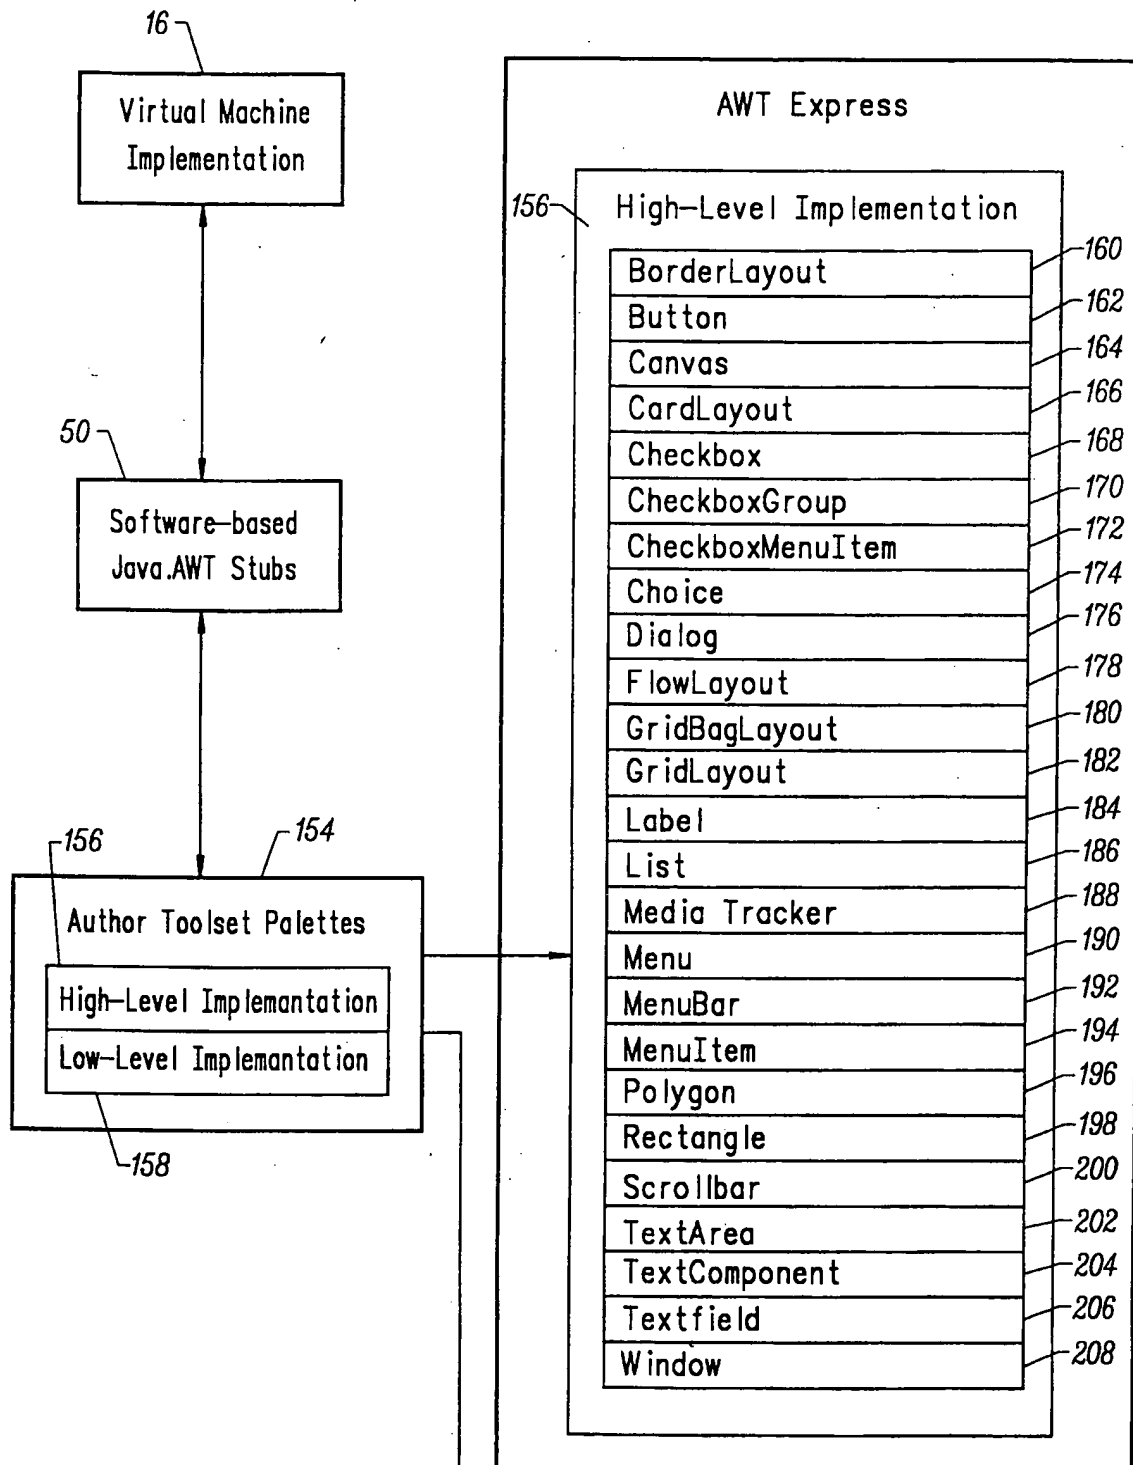 16
Virtual Machine
Implementation
50
Software-based
Java.AWT Stubs
154
156
Author Toolset Palettes
High-Level Implemantation
Low-Level Implemantation
158
AWT Express
156
High-Level Implementation
BorderLayout 160
Button 162
Canvas 164
CardLayout 166
Checkbox 168
CheckboxGroup 170
CheckboxMenuItem 172
Choice 174
Dialog 176
FlowLayout 178
GridBagLayout 180
GridLayout 182
Label 184
List 186
Media Tracker 188
Menu 190
MenuBar 192
MenuItem 194
Polygon 196
Rectangle 198
Scrollbar 200
TextArea 202
TextComponent 204
Textfield 206
Window 208